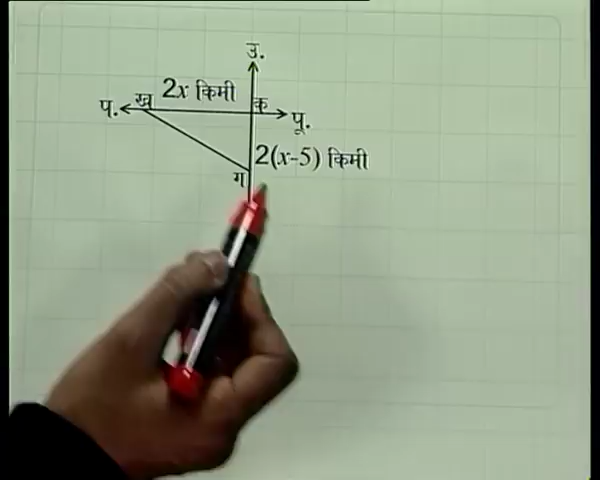 उ.
2x किमी
प. ख क पू.
2(x-5) किमी
ग